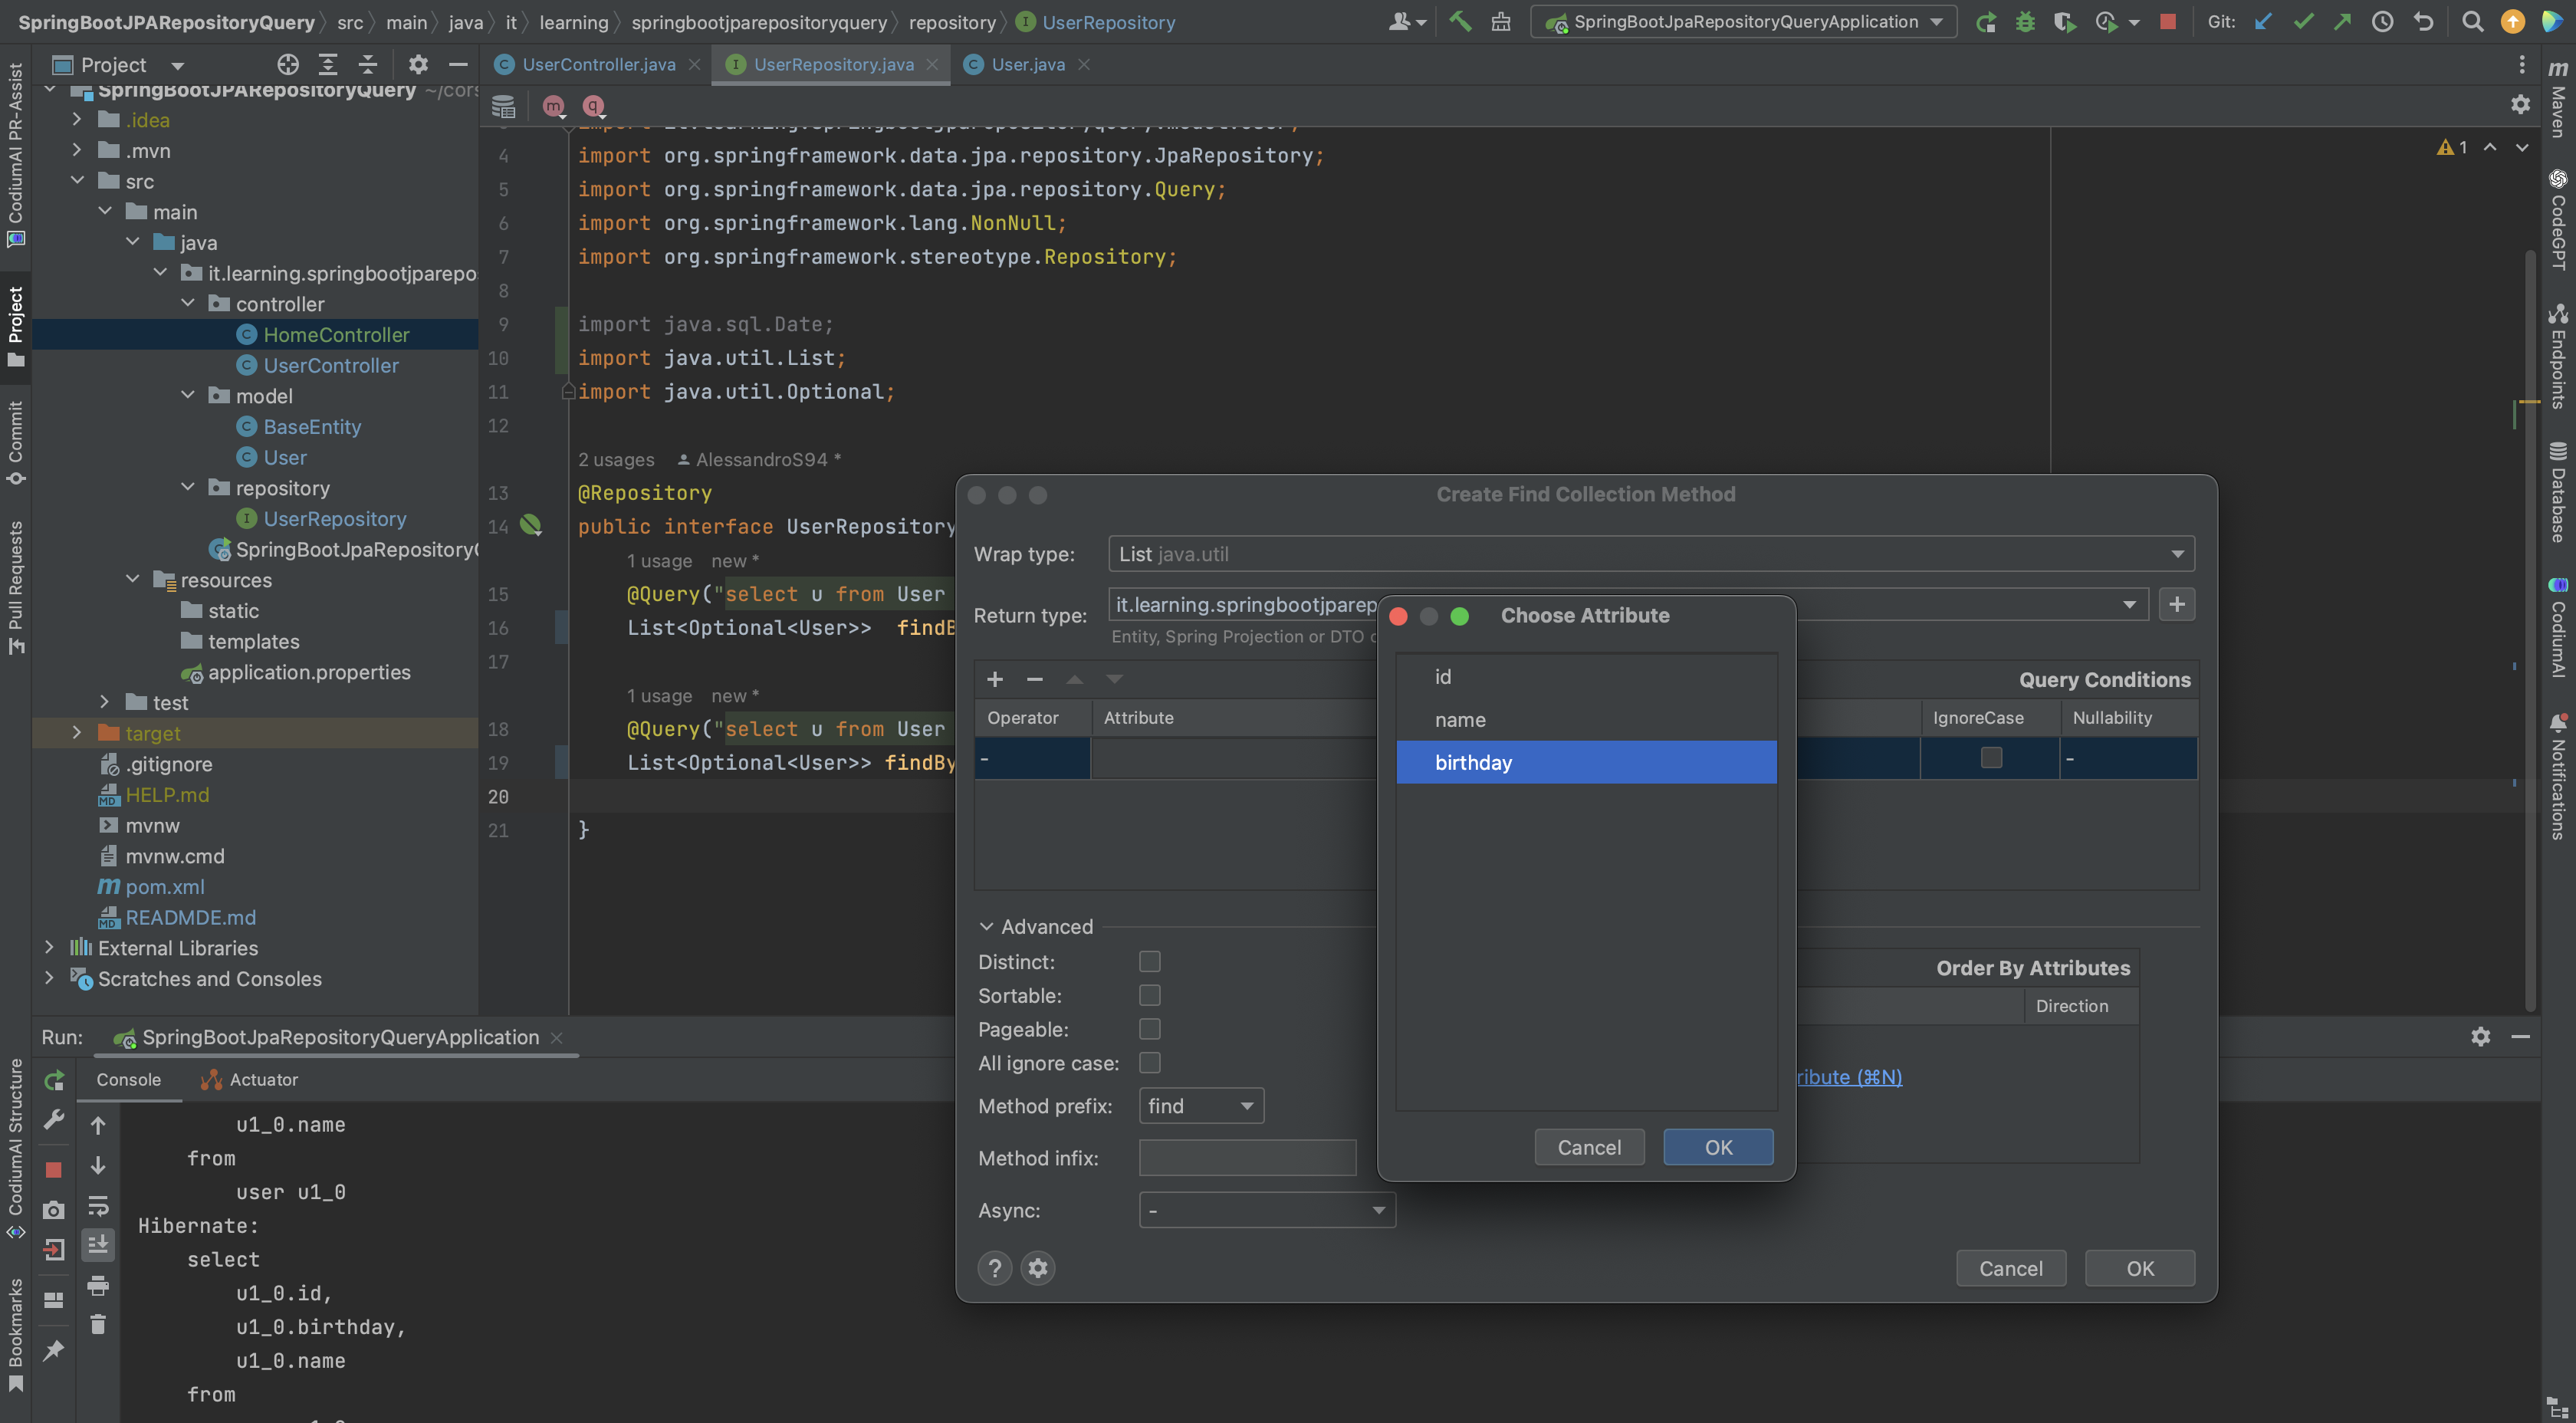 SpringBootJPARepositoryQuery
src
main
java
it
learning
springbootjparepositoryquery
repository
UserRepository
SpringBootJpaRepositoryQueryApplication
Git:
Project
UserController.java
UserRepository.java
User.java
SpringBootJPARepositoryQuery ~/cors
.idea
.mvn
src
main
java
it.learning.springbootjparepo
controller
HomeController
UserController
model
BaseEntity
User
repository
UserRepository
SpringBootJpaRepository
resources
static
templates
application.properties
test
target
.gitignore
HELP.md
mvnw
mvnw.cmd
pom.xml
READMDE.md
External Libraries
Scratches and Consoles
CodiumAI PR-Assist
Project
Commit
Pull Requests
CodiumAI Structure
Bookmarks
4 import org.springframework.data.jpa.repository.JpaRepository;
5 import org.springframework.data.jpa.repository.Query;
6 import org.springframework.lang.NonNull;
7 import org.springframework.stereotype.Repository;
8
9 import java.sql.Date;
10 import java.util.List;
11 import java.util.Optional;
12
2 usages AlessandroS94 *
13 @Repository
14 public interface UserRepository
1 usage new *
15 @Query("select u from User
16 List<Optional<User>> findB
17
1 usage new *
18 @Query("select u from User
19 List<Optional<User>> findBy
20
21 }
1
Create Find Collection Method
Wrap type: List java.util
Return type: it.learning.springbootjparep
Entity, Spring Projection or DTO
Query Conditions
Operator Attribute IgnoreCase Nullability
- -
Advanced
Distinct:
Sortable:
Pageable:
All ignore case:
Method prefix: find
Method infix:
Async: -
Order By Attributes
Direction
ribute (⌘N)
? Cancel OK
Choose Attribute
id
name
birthday
Cancel OK
Maven
CodeGPT
Endpoints
Database
CodiumAI
Notifications
Run: SpringBootJpaRepositoryQueryApplication
Console Actuator
u1_0.name
from
user u1_0
Hibernate:
select
u1_0.id,
u1_0.birthday,
u1_0.name
from